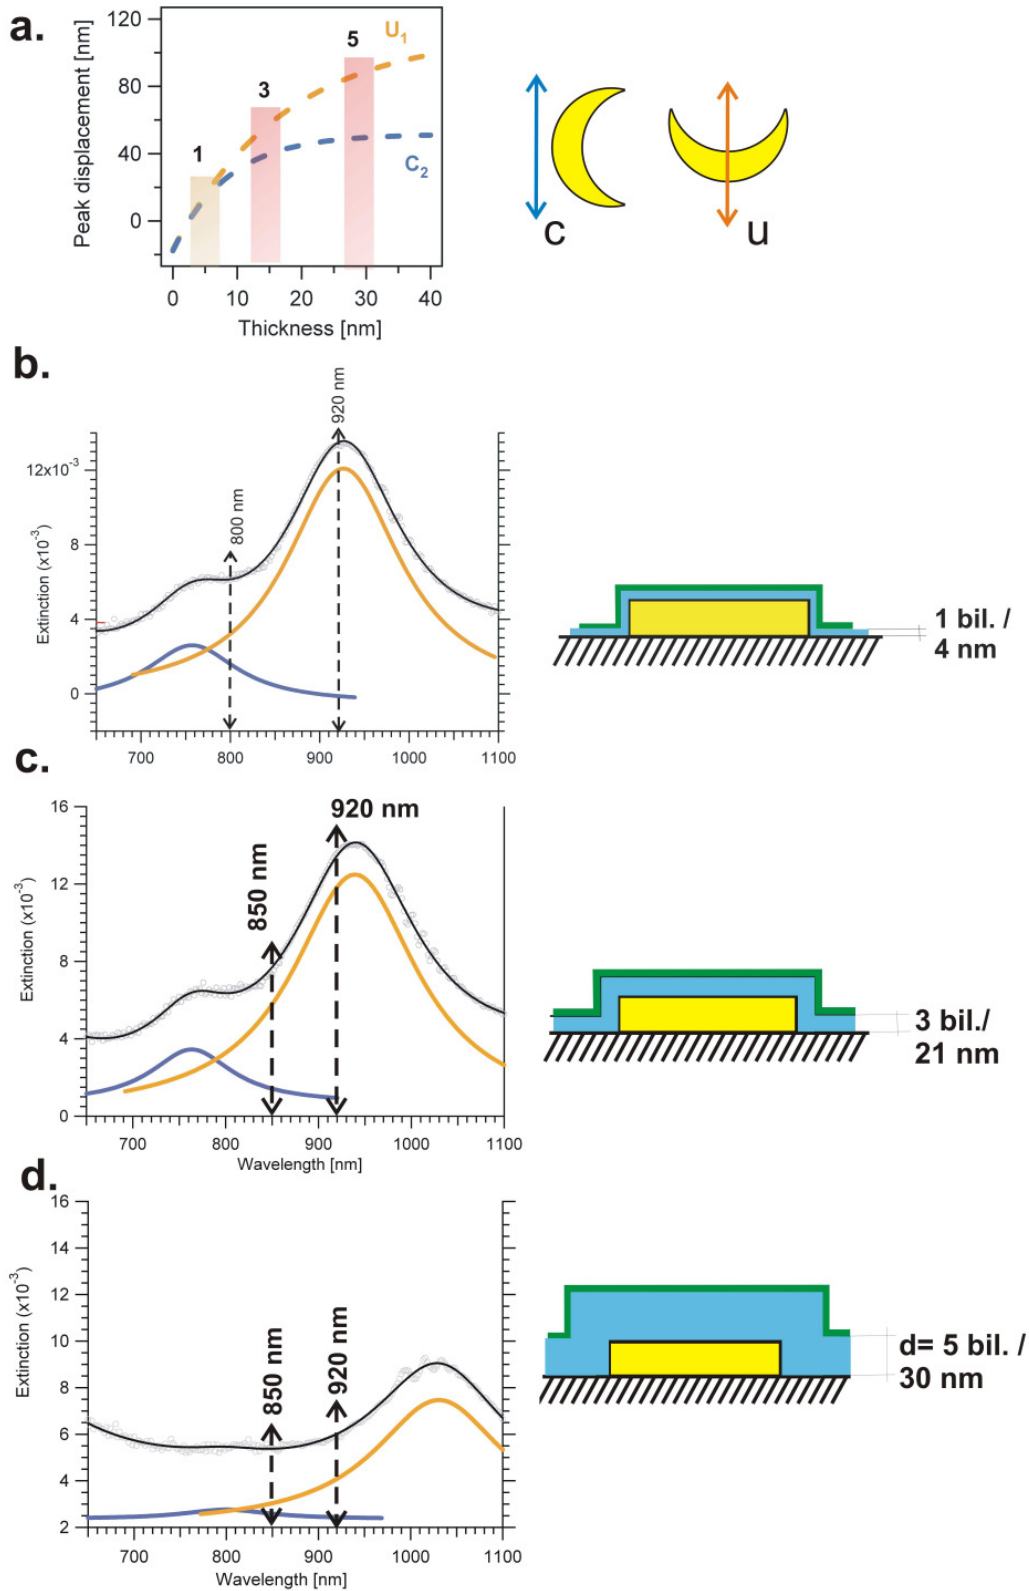 a.
Peak displacement [nm]
120
80
40
0
U1
C2
1
3
5
0 10 20 30 40
Thickness [nm]
c
u
b.
Extinction (x10⁻³)
12x10⁻³
8
4
0
800 nm
920 nm
700 800 900 1000 1100
1 bil. /
4 nm
c.
Extinction (x10⁻³)
16
12
8
4
0
850 nm
920 nm
700 800 900 1000 1100
Wavelength [nm]
3 bil./
21 nm
d.
Extinction (x10⁻³)
16
14
12
10
8
6
4
2
850 nm
920 nm
700 800 900 1000 1100
Wavelength [nm]
d= 5 bil. /
30 nm